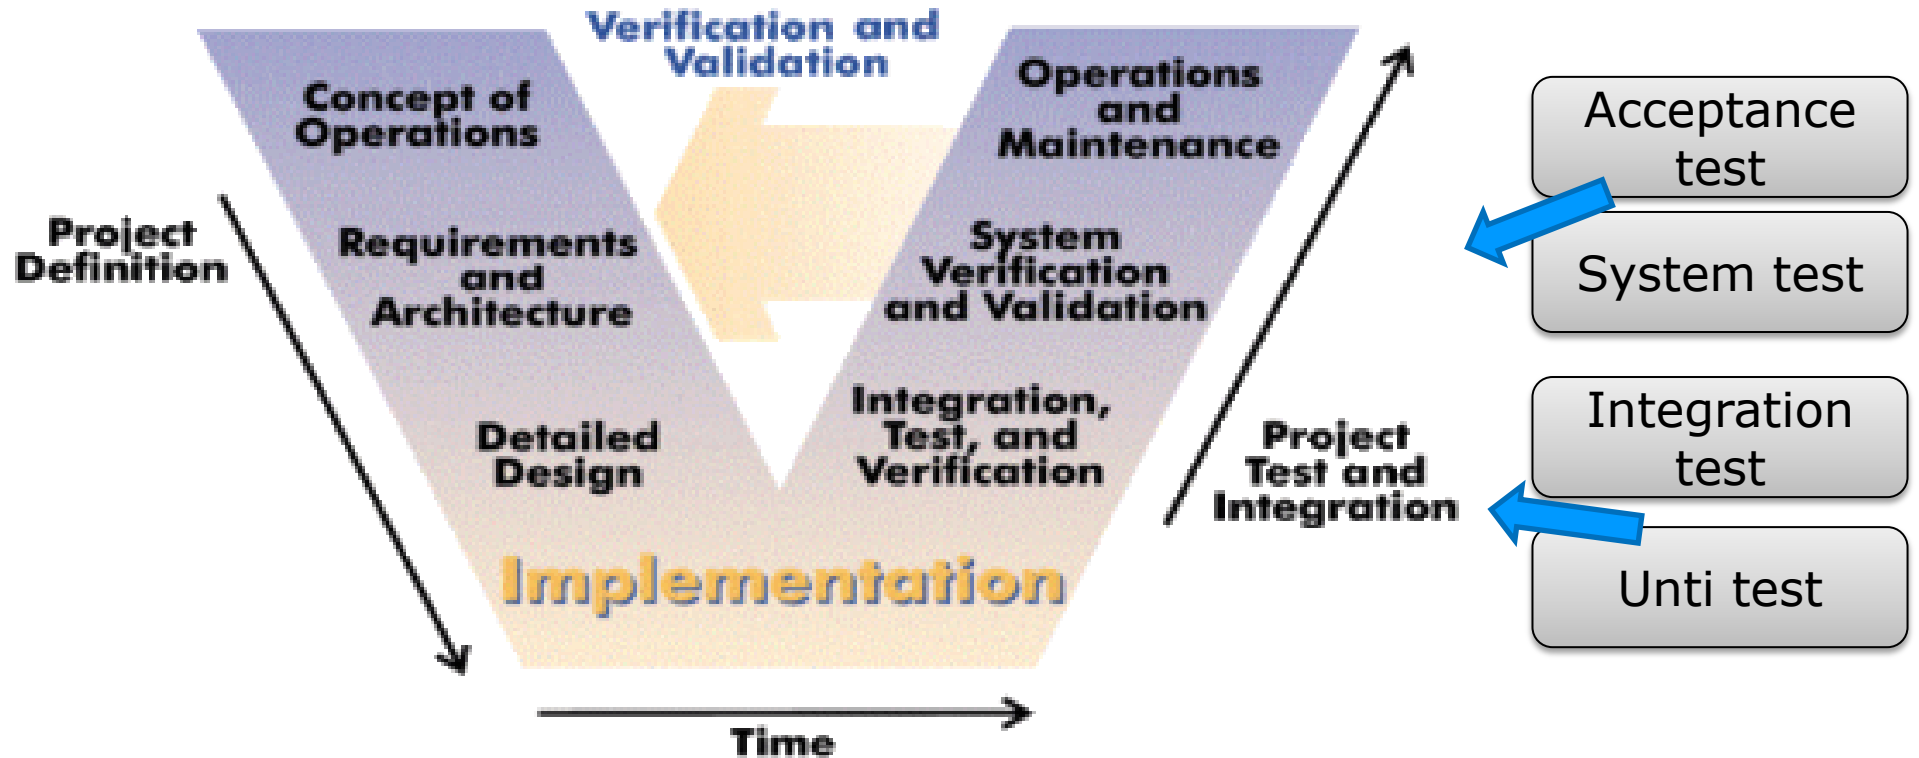 Verification and
Validation
Concept of
Operations
Operations
and
Maintenance
Acceptance
test
Project
Definition
Requirements
and
Architecture
System
Verification
and Validation
System test
Detailed
Design
Integration,
Test, and
Verification
Project
Test and
Integration
Integration
test
Implementation
Unti test
Time